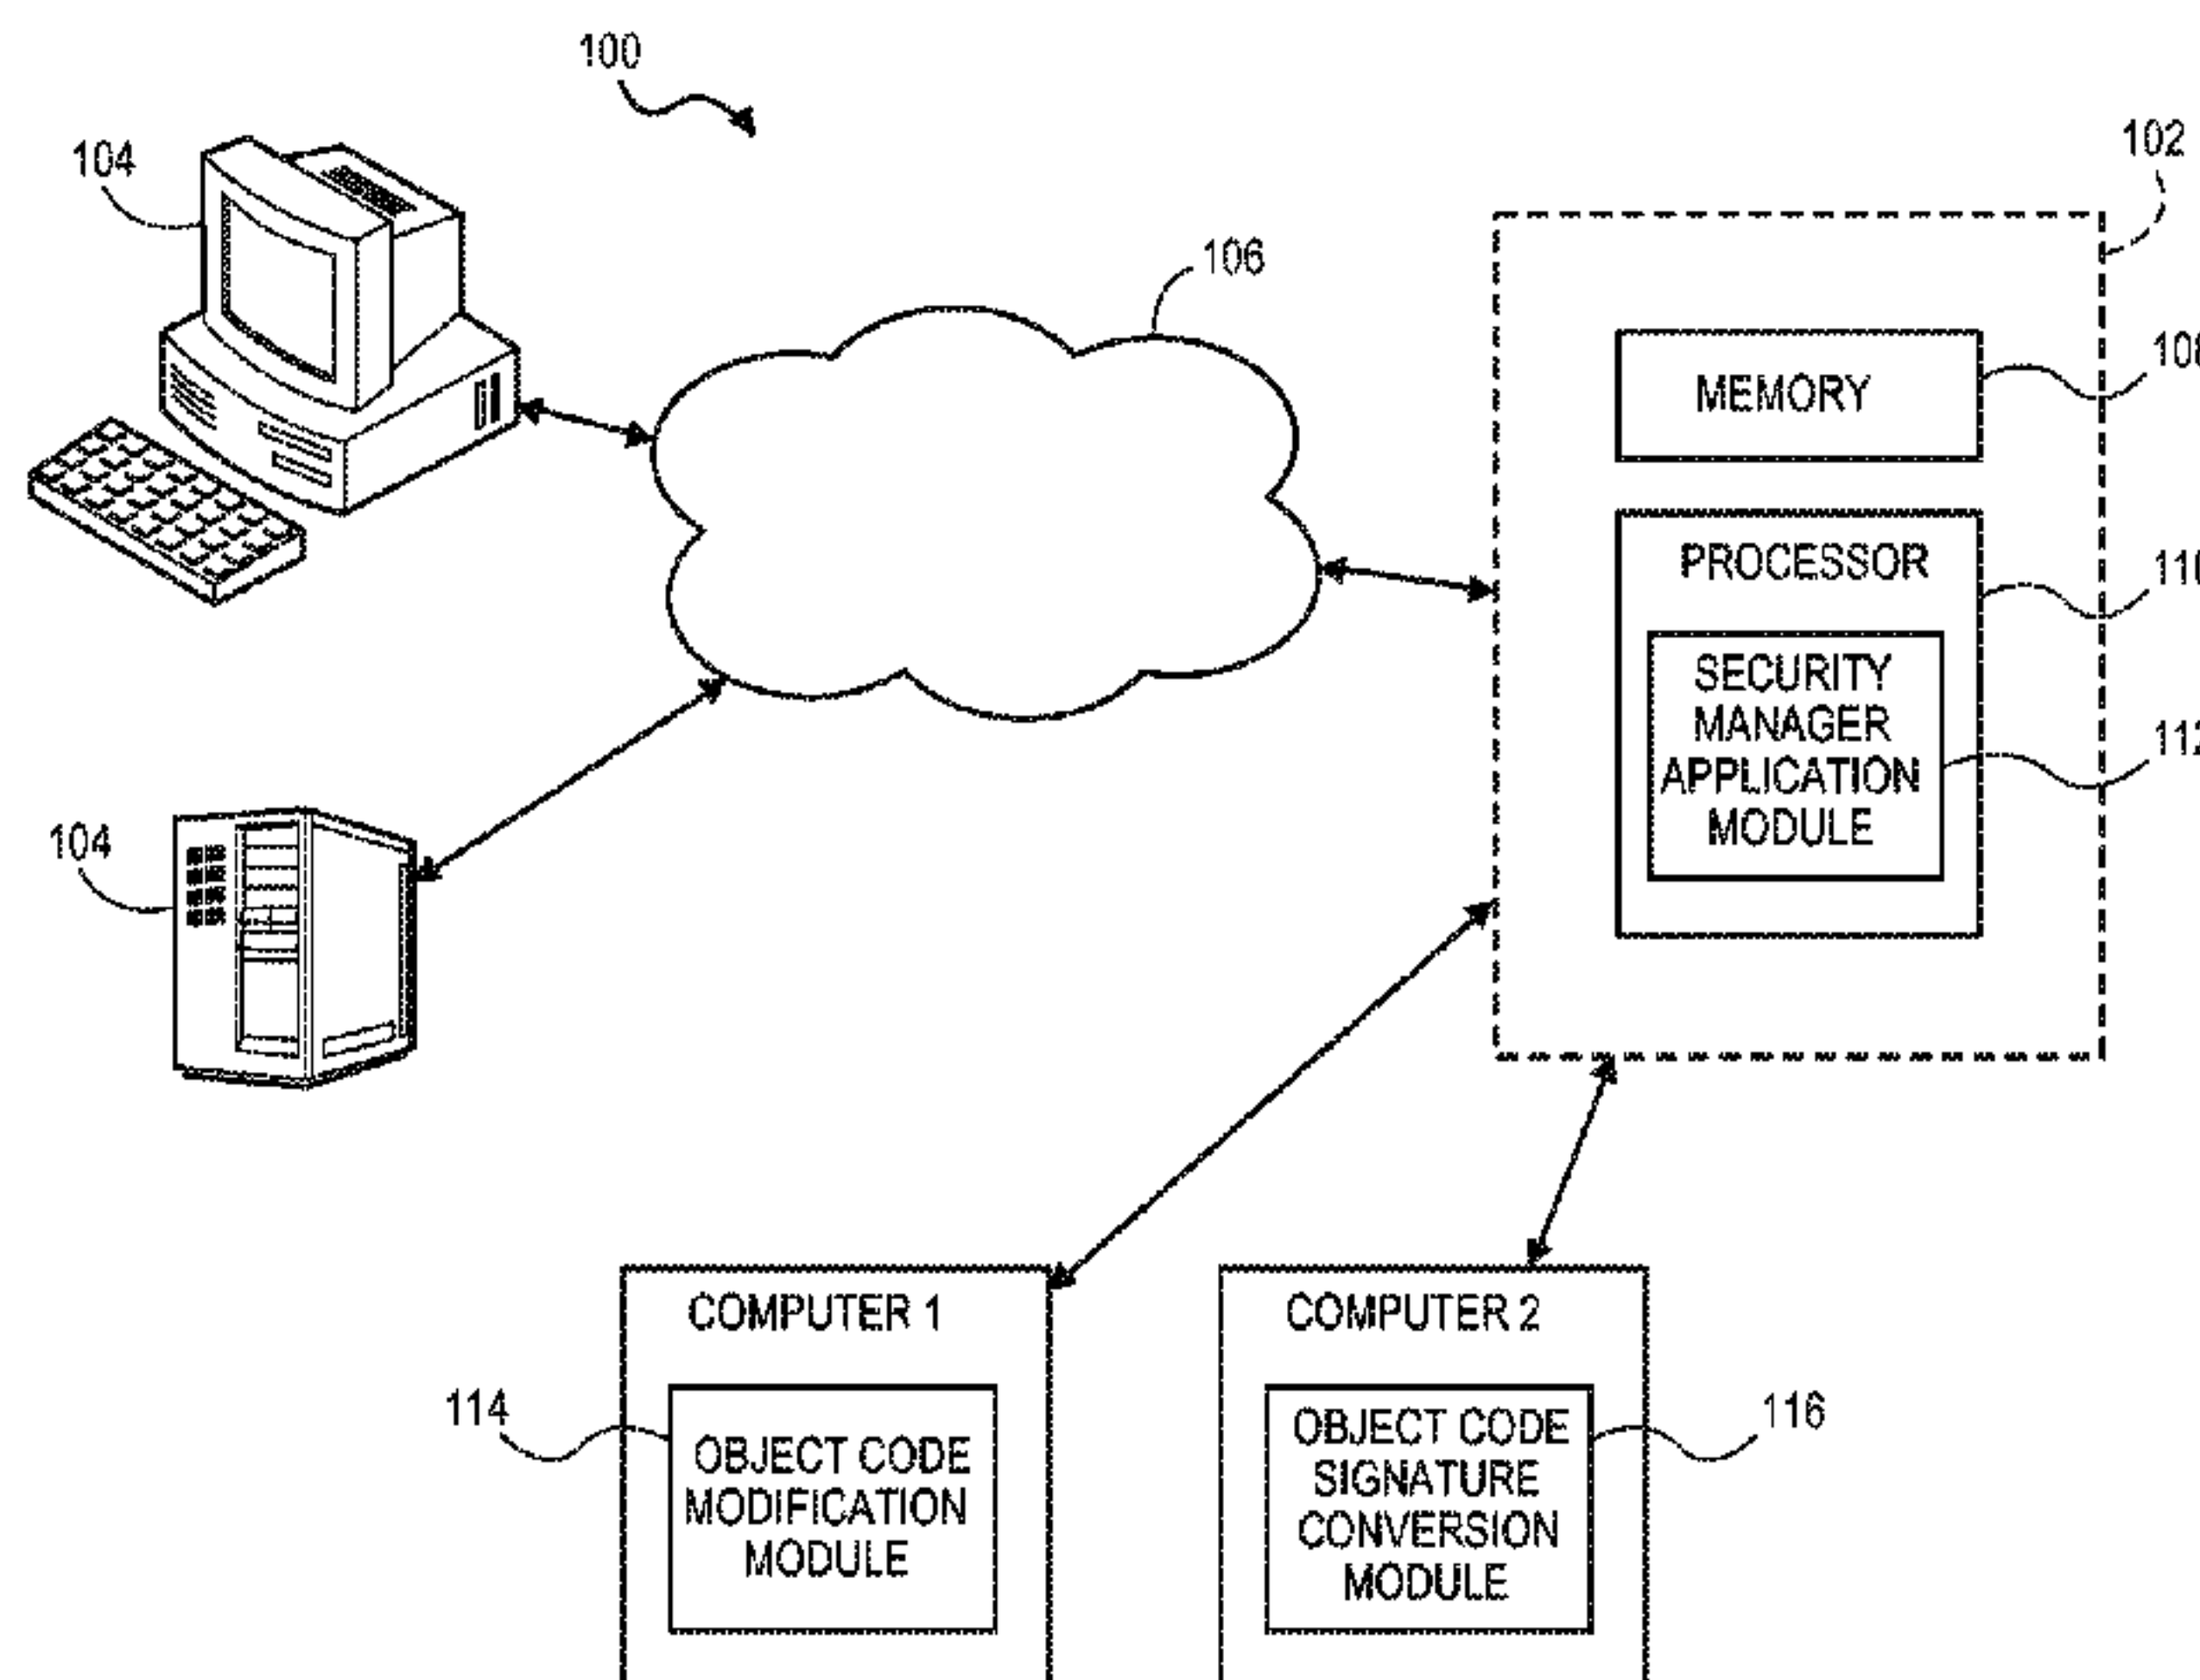 100
104
102
106
MEMORY
108
PROCESSOR
110
SECURITY
MANAGER
APPLICATION
MODULE
112
104
COMPUTER 1
COMPUTER 2
114
OBJECT CODE
MODIFICATION
MODULE
OBJECT CODE
SIGNATURE
CONVERSION
MODULE
116